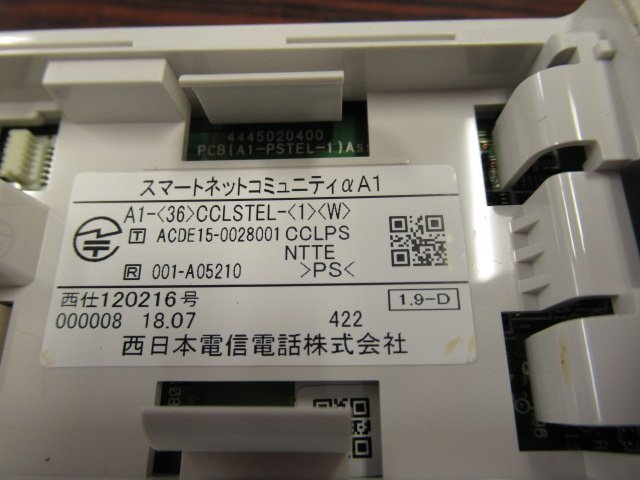 4445020400
PCB(A1-PSTEL-1)As
スマートネットコミュニティαA1
A1-<36>CCLSTEL-<1><W>
T ACDE15-0028001 CCLPS
NTTE
R 001-A05210 >PS<
西仕120216号 1.9-D
000008 18.07 422
西日本電信電話株式会社